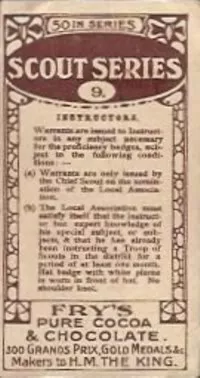 50 IN SERIES
SCOUT SERIES
9.
INSTRUCTORS.
Warrants are issued to Instruct-
ors in any subject necessary
for the proficiency badges, sub-
ject to the following condi-
tions: —
(a) Warrants are only issued by
the Chief Scout on the nomin-
ation of the Local Associa-
tion.
(b) The Local Association must
satisfy itself that the instruct-
or has expert knowledge of
his special subject, or sub-
jects, & that he has already
been instructing a Troop of
Scouts in the district for a
period of at least one month.
Hat badge with white plume
is worn in front of hat. No
shoulder knot.
FRY'S
PURE COCOA
& CHOCOLATE.
300 GRANDS PRIX, GOLD MEDALS &c
Makers to H.M. THE KING.